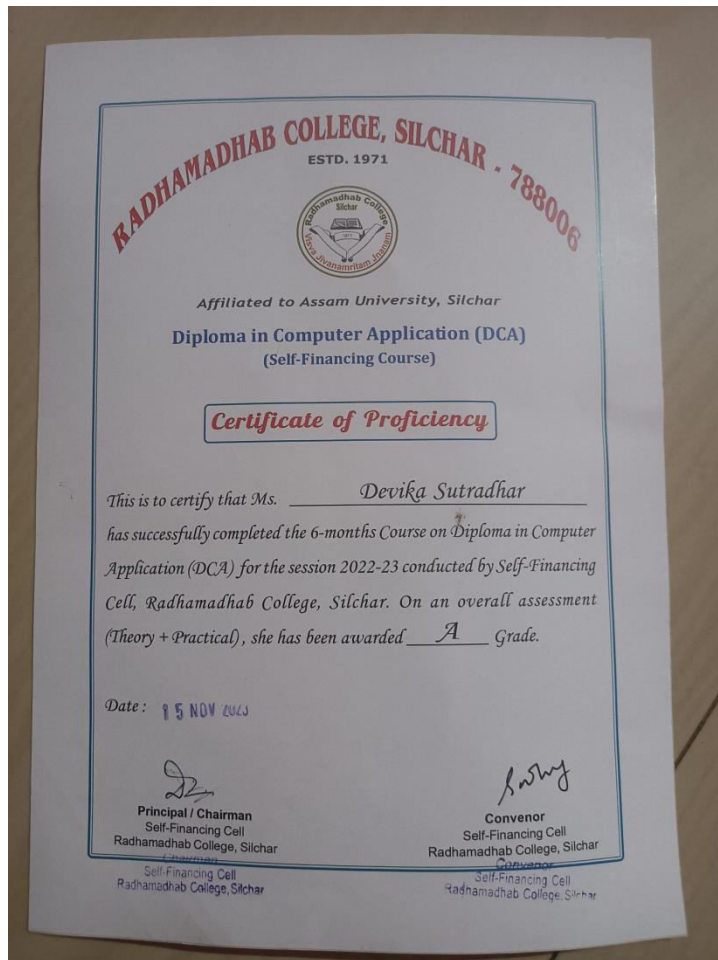 RADHAMADHAB COLLEGE, SILCHAR - 788006
ESTD. 1971
Radhamadhab College
Silchar
Visva Jivanamritam Jnanam
Affiliated to Assam University, Silchar
Diploma in Computer Application (DCA)
(Self-Financing Course)
Certificate of Proficiency
This is to certify that Ms. Devika Sutradhar
has successfully completed the 6-months Course on Diploma in Computer
Application (DCA) for the session 2022-23 conducted by Self-Financing
Cell, Radhamadhab College, Silchar. On an overall assessment
(Theory + Practical), she has been awarded A Grade.
Date : 15 NOV 2023
Principal / Chairman
Self-Financing Cell
Radhamadhab College, Silchar
Chairman
Self-Financing Cell
Radhamadhab College, Silchar
Convenor
Self-Financing Cell
Radhamadhab College, Silchar
Convenor
Self-Financing Cell
Radhamadhab College, Silchar